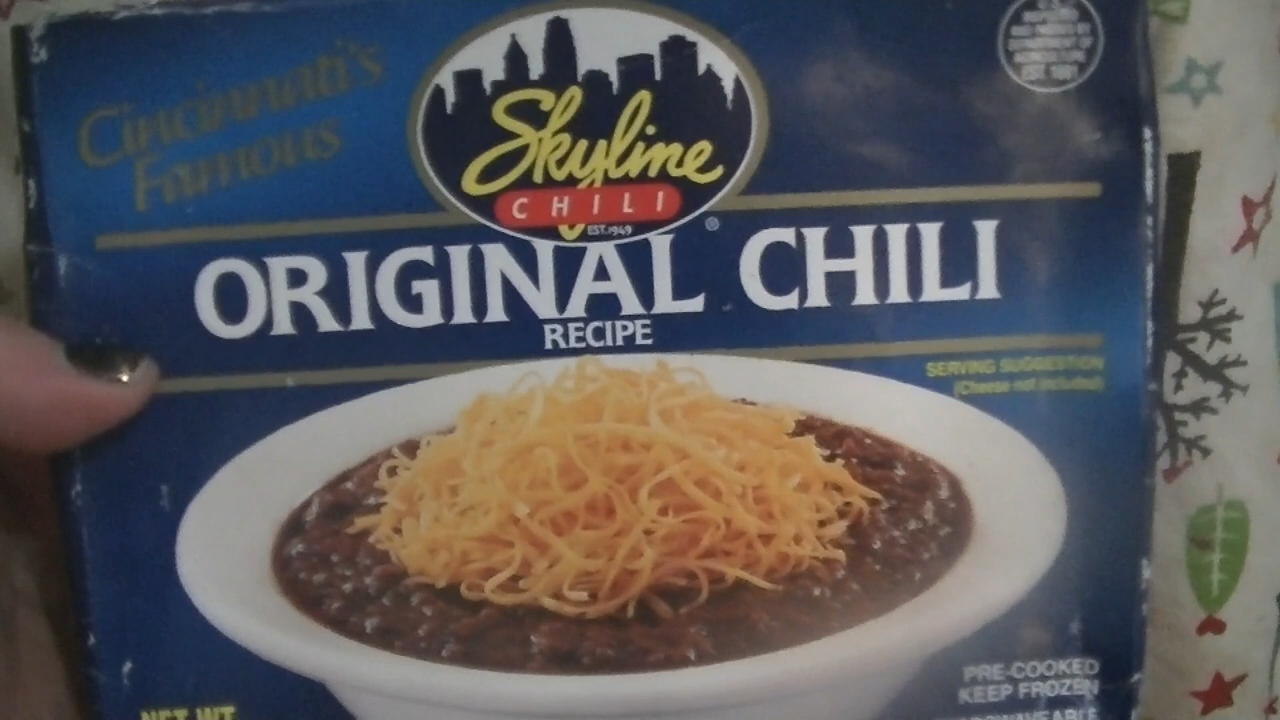 Cincinnati's
Famous
Skyline
CHILI
EST. 1949
®
ORIGINAL CHILI
RECIPE
SERVING SUGGESTION
(Cheese not included)
PRE-COOKED
KEEP FROZEN
NET WT.